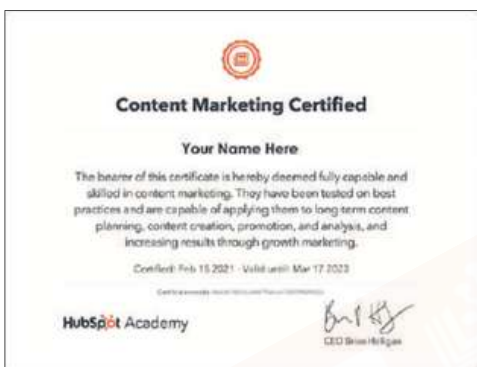 Content Marketing Certified
Your Name Here
The bearer of this certificate is hereby deemed fully capable and
skilled in content marketing. They have been tested on best
practices and are capable of applying them to long-term content
planning, content creation, promotion, and analysis, and
increasing results through growth marketing.
Certified: Feb 15 2021 - Valid until: Mar 17 2023
HubSpot Academy
CEO Brian Halligan